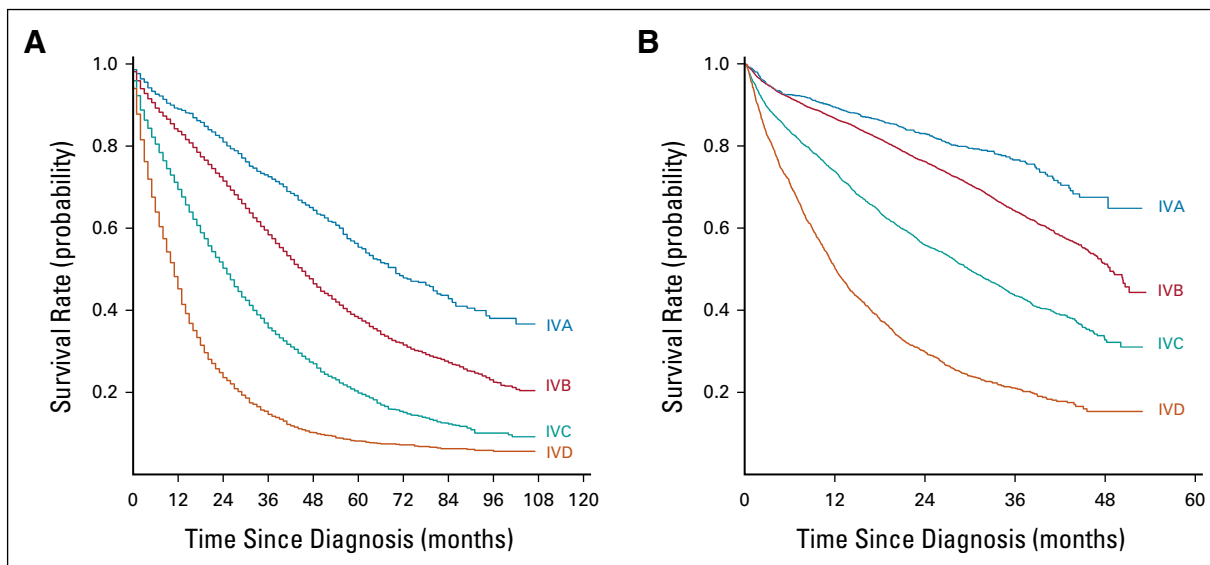 A
Survival Rate (probability)
1.0
0.8
0.6
0.4
0.2
IVA
IVB
IVC
IVD
0 12 24 36 48 60 72 84 96 108 120
Time Since Diagnosis (months)
B
Survival Rate (probability)
1.0
0.8
0.6
0.4
0.2
IVA
IVB
IVC
IVD
0 12 24 36 48 60
Time Since Diagnosis (months)